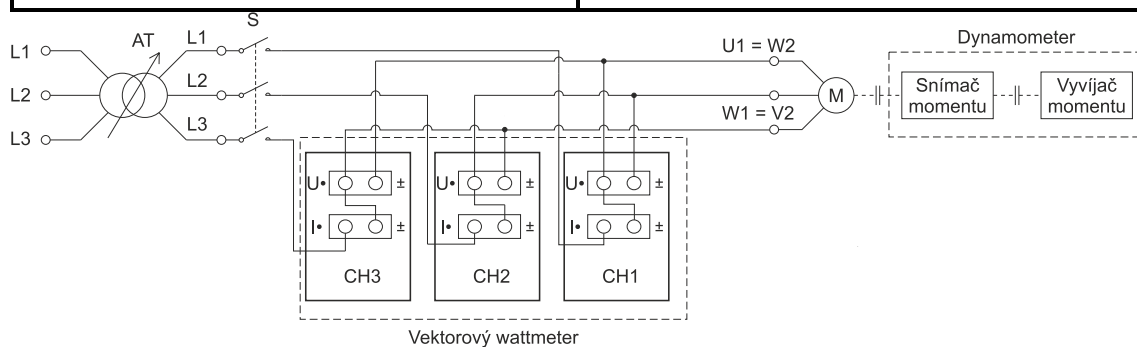 S
L1
L2
L3
AT
L1
L2
L3
U1 = W2
W1 = V2
M
Dynamometer
Snímač
momentu
Vyvíjač
momentu
U• ±
I• ±
CH3
U• ±
I• ±
CH2
U• ±
I• ±
CH1
Vektorový wattmeter